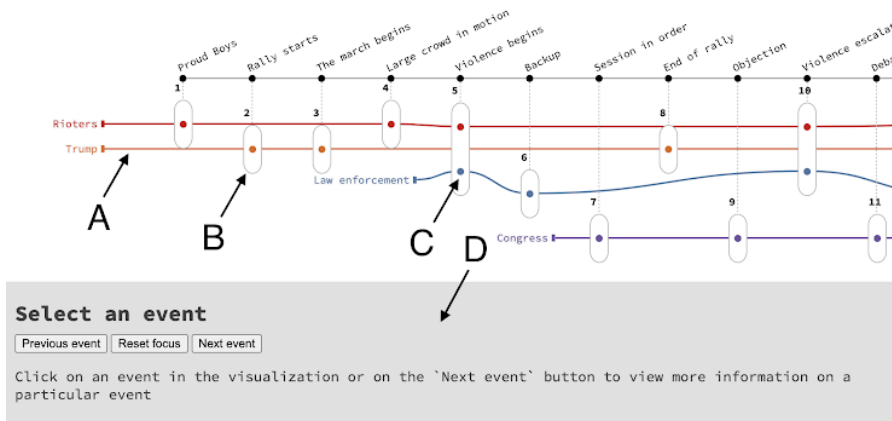 Proud Boys
Rally starts
The march begins
Large crowd in motion
Violence begins
Backup
Session in order
End of rally
Objection
Violence escalat
Deba
1
2
3
4
5
6
7
8
9
10
11
Rioters
Trump
Law enforcement
Congress
A
B
C
D
Select an event
Previous event Reset focus Next event
Click on an event in the visualization or on the `Next event` button to view more information on a
particular event